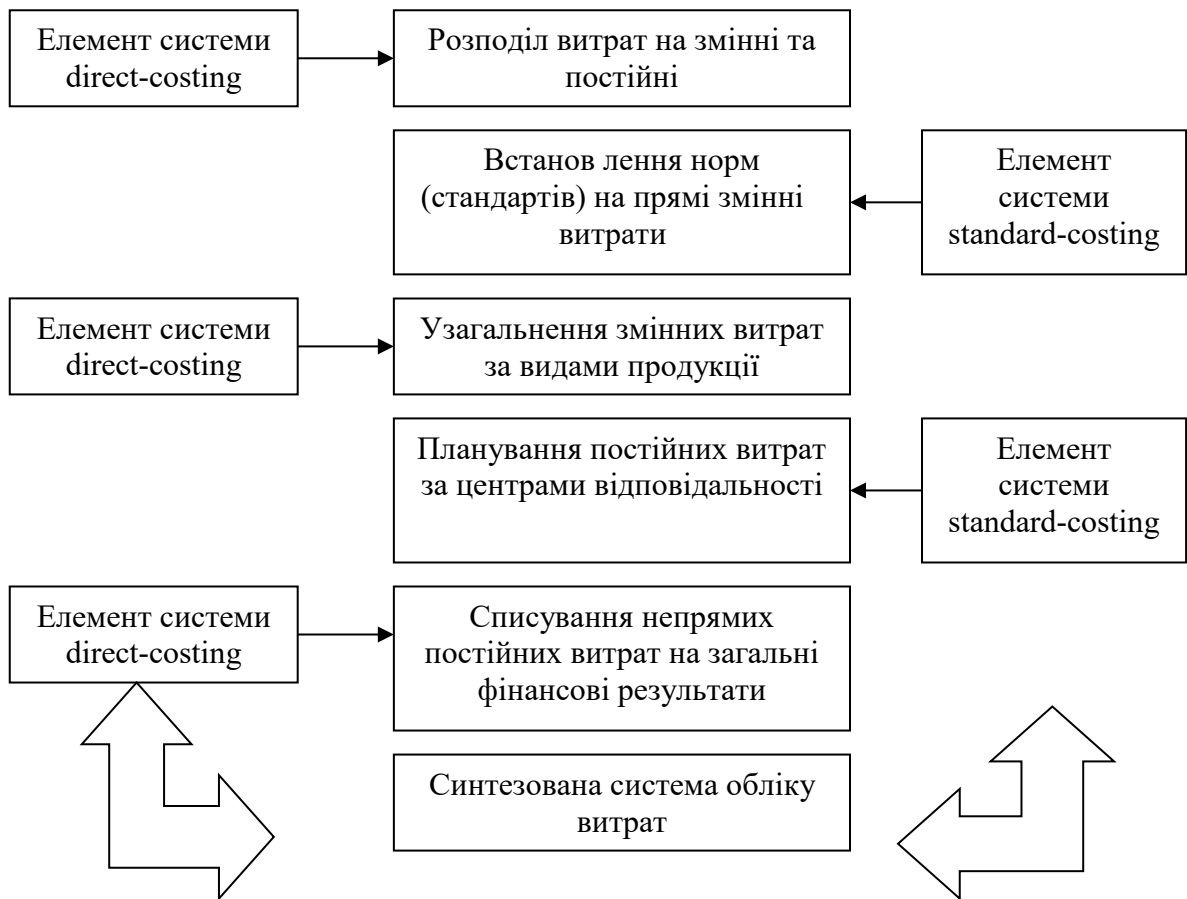 Елемент системи
direct-costing
Розподіл витрат на змінні та
постійні
Встанов лення норм
(стандартів) на прямі змінні
витрати
Елемент
системи
standard-costing
Елемент системи
direct-costing
Узагальнення змінних витрат
за видами продукції
Планування постійних витрат
за центрами відповідальності
Елемент
системи
standard-costing
Елемент системи
direct-costing
Списування непрямих
постійних витрат на загальні
фінансові результати
Синтезована система обліку
витрат